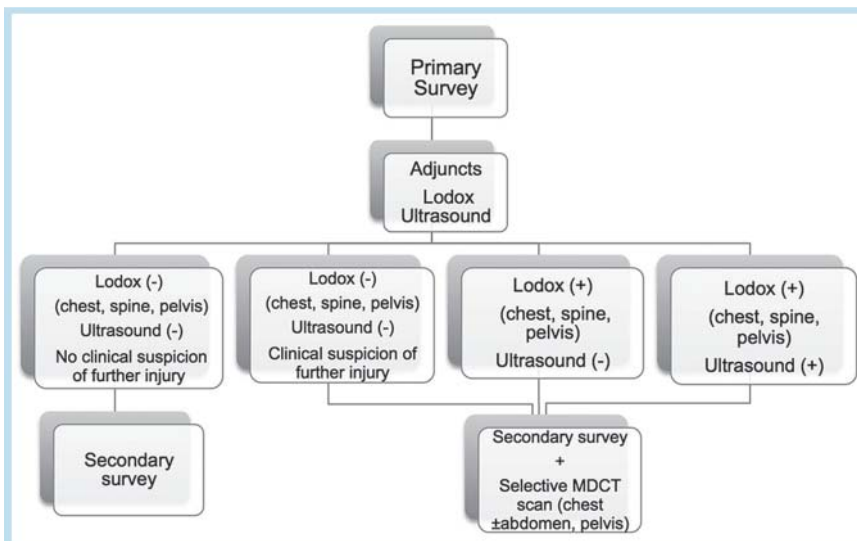 Primary
Survey
Adjuncts
Lodox
Ultrasound
Lodox (-)
(chest, spine, pelvis)
Ultrasound (-)
No clinical suspicion
of further injury
Lodox (-)
(chest, spine, pelvis)
Ultrasound (-)
Clinical suspicion of
further injury
Lodox (+)
(chest, spine,
pelvis)
Ultrasound (-)
Lodox (+)
(chest, spine,
pelvis)
Ultrasound (+)
Secondary
survey
Secondary survey
+
Selective MDCT
scan (chest
±abdomen, pelvis)